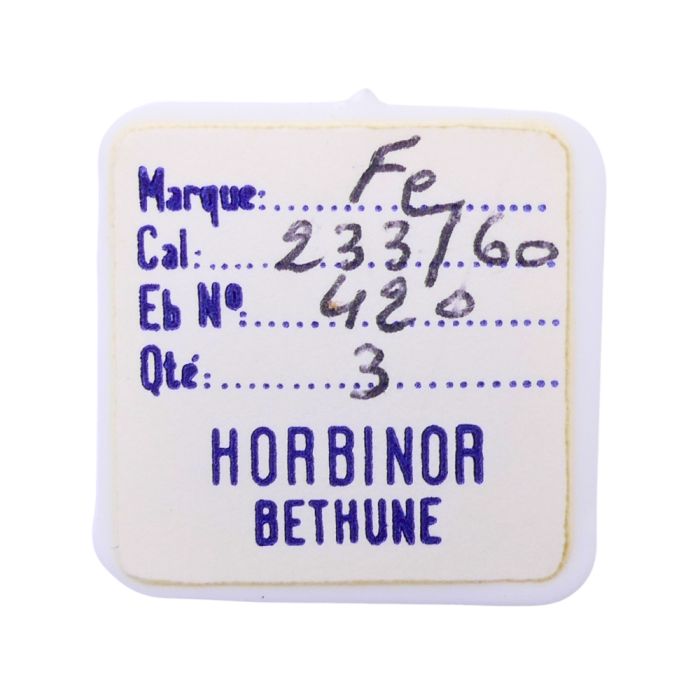 Marque: Fe
Cal: 233/60
Eb Nº: 420
Qté: 3
HORBINOR
BETHUNE